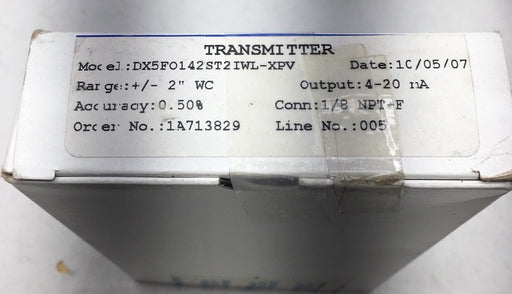 TRANSMITTER
Model:DX5F0142ST2IWL-XPV Date:10/05/07
Range:+/- 2" WC Output:4-20 mA
Accuracy:0.50% Conn:1/8 NPT-F
Order No.:1A713829 Line No.:005